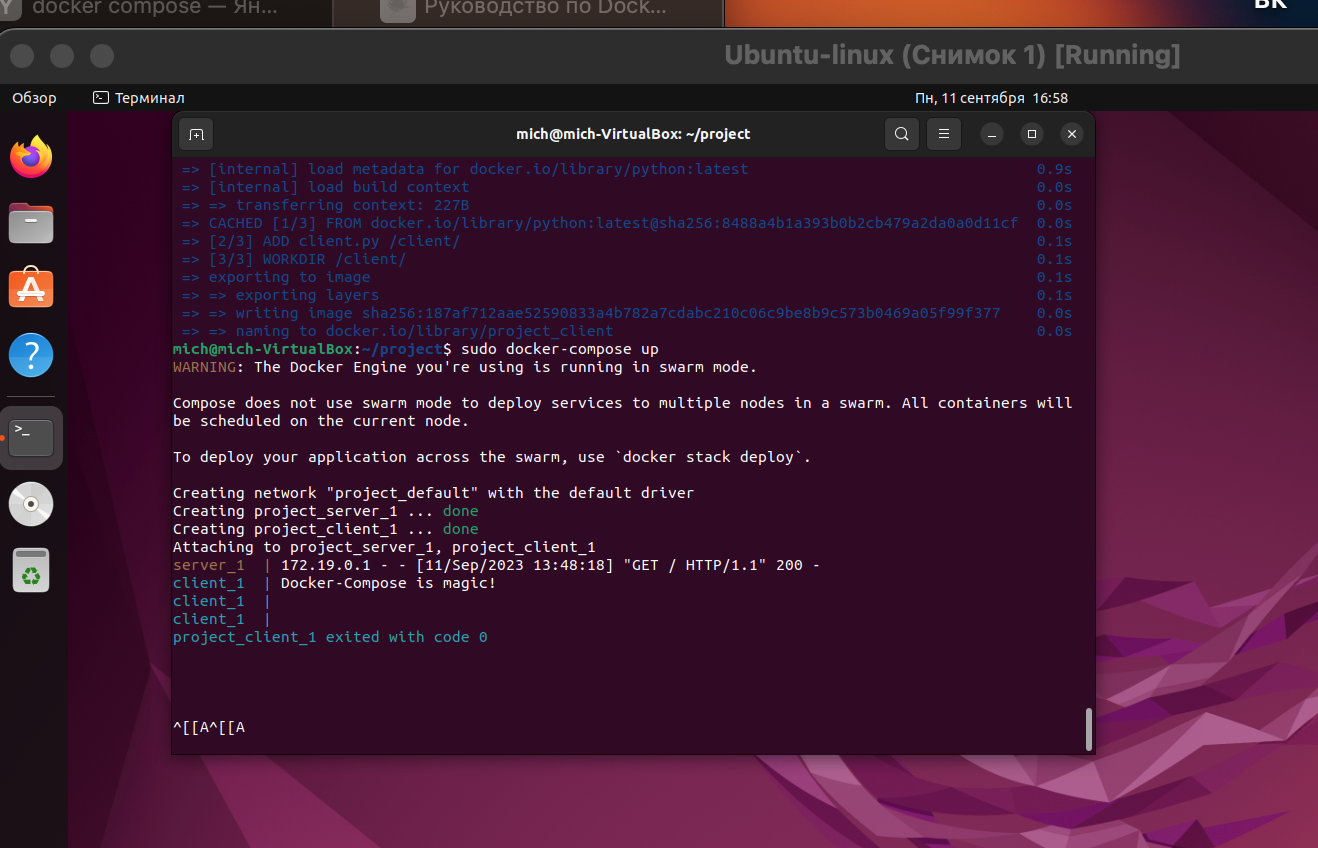 docker compose — Ян...
Руководство по Dock...
вк
Ubuntu-linux (Снимок 1) [Running]
Обзор
Терминал
Пн, 11 сентября 16:58
mich@mich-VirtualBox: ~/project
=> [internal] load metadata for docker.io/library/python:latest 0.9s
=> [internal] load build context 0.0s
=> => transferring context: 227B 0.0s
=> CACHED [1/3] FROM docker.io/library/python:latest@sha256:8488a4b1a393b0b2cb479a2da0a0d11cf 0.0s
=> [2/3] ADD client.py /client/ 0.1s
=> [3/3] WORKDIR /client/ 0.1s
=> exporting to image 0.1s
=> => exporting layers 0.1s
=> => writing image sha256:187af712aae52590833a4b782a7cdabc210c06c9be8b9c573b0469a05f99f377 0.0s
=> => naming to docker.io/library/project_client 0.0s
mich@mich-VirtualBox:~/project$ sudo docker-compose up
WARNING: The Docker Engine you're using is running in swarm mode.
Compose does not use swarm mode to deploy services to multiple nodes in a swarm. All containers will
be scheduled on the current node.
To deploy your application across the swarm, use `docker stack deploy`.
Creating network "project_default" with the default driver
Creating project_server_1 ... done
Creating project_client_1 ... done
Attaching to project_server_1, project_client_1
server_1  | 172.19.0.1 - - [11/Sep/2023 13:48:18] "GET / HTTP/1.1" 200 -
client_1  | Docker-Compose is magic!
client_1  |
client_1  |
project_client_1 exited with code 0
^[[A^[[A